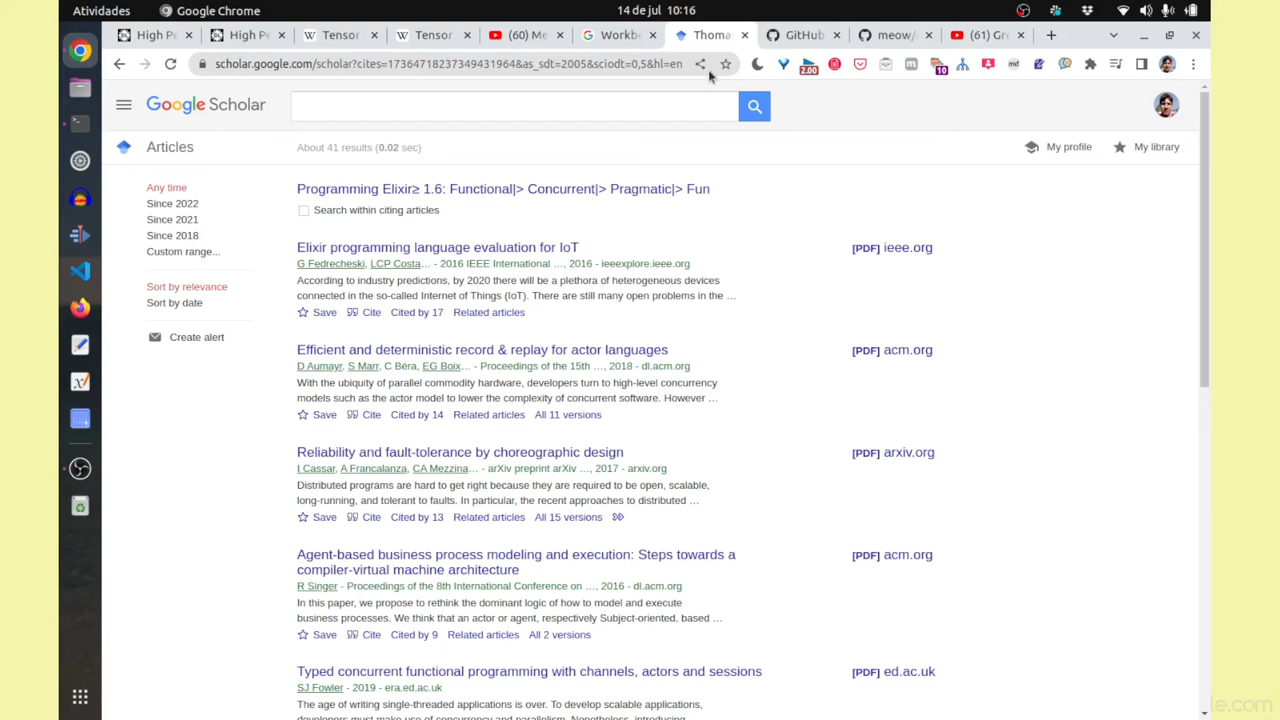 Atividades
Google Chrome
14 de jul 10:16
High Pe
High Pe
Tensor
Tensor
(60) Me
Workbe
Thoma
GitHub
meow/
(61) Gr
scholar.google.com/scholar?cites=17364718237349431964&as_sdt=2005&sciodt=0,5&hl=en
2.00
10
md
Google Scholar
Articles
About 41 results (0.02 sec)
My profile
My library
Any time
Since 2022
Since 2021
Since 2018
Custom range...
Sort by relevance
Sort by date
Create alert
Programming Elixir≥ 1.6: Functional|> Concurrent|> Pragmatic|> Fun
Search within citing articles
Elixir programming language evaluation for IoT
[PDF] ieee.org
G Fedrecheski, LCP Costa… - 2016 IEEE International …, 2016 - ieeexplore.ieee.org
According to industry predictions, by 2020 there will be a plethora of heterogeneous devices
connected in the so-called Internet of Things (IoT). There are still many open problems in the …
Save Cite Cited by 17 Related articles
Efficient and deterministic record & replay for actor languages
[PDF] acm.org
D Aumayr, S Marr, C Béra, EG Boix… - Proceedings of the 15th …, 2018 - dl.acm.org
With the ubiquity of parallel commodity hardware, developers turn to high-level concurrency
models such as the actor model to lower the complexity of concurrent software. However …
Save Cite Cited by 14 Related articles All 11 versions
Reliability and fault-tolerance by choreographic design
[PDF] arxiv.org
I Cassar, A Francalanza, CA Mezzina… - arXiv preprint arXiv …, 2017 - arxiv.org
Distributed programs are hard to get right because they are required to be open, scalable,
long-running, and tolerant to faults. In particular, the recent approaches to distributed …
Save Cite Cited by 13 Related articles All 15 versions
Agent-based business process modeling and execution: Steps towards a
compiler-virtual machine architecture
[PDF] acm.org
R Singer - Proceedings of the 8th International Conference on …, 2016 - dl.acm.org
In this paper, we propose to rethink the dominant logic of how to model and execute
business processes. We think that an actor or agent, respectively Subject-oriented, based …
Save Cite Cited by 9 Related articles All 2 versions
Typed concurrent functional programming with channels, actors and sessions
[PDF] ed.ac.uk
SJ Fowler - 2019 - era.ed.ac.uk
The age of writing single-threaded applications is over. To develop scalable applications,
developers must make use of concurrency and parallelism. Nonetheless, introducing